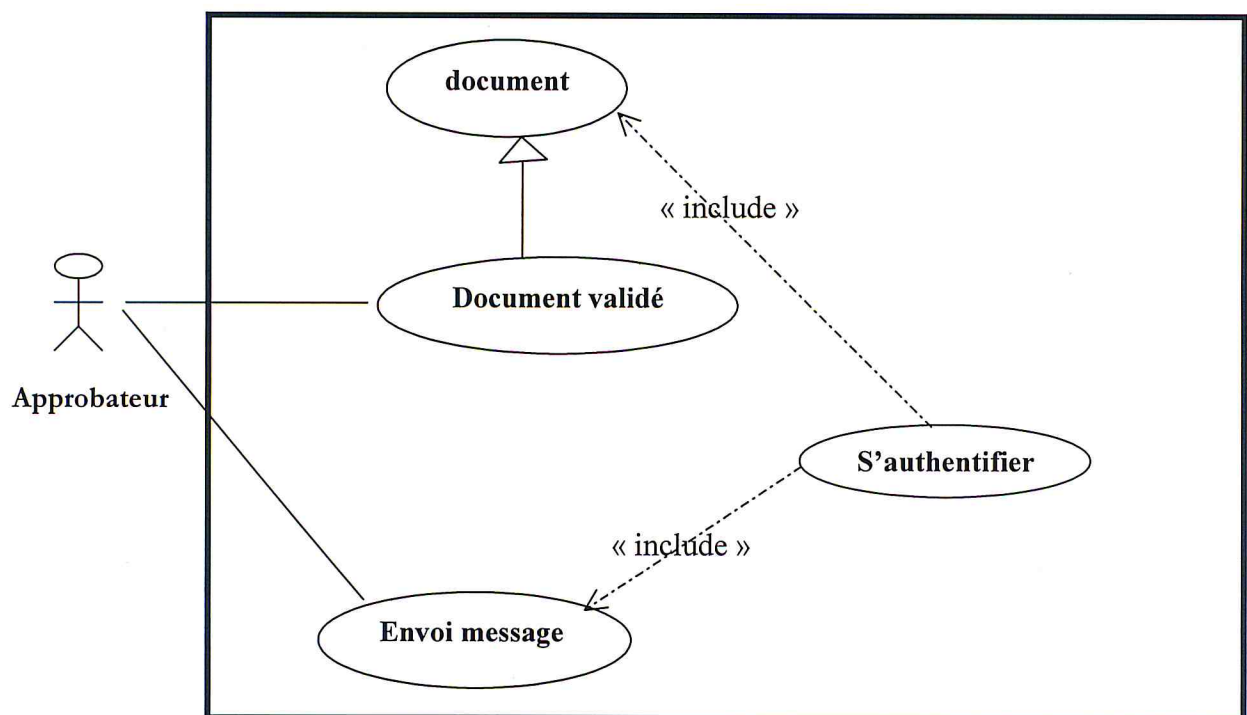 document
« include »
Document validé
Approbateur
S’authentifier
« include »
Envoi message